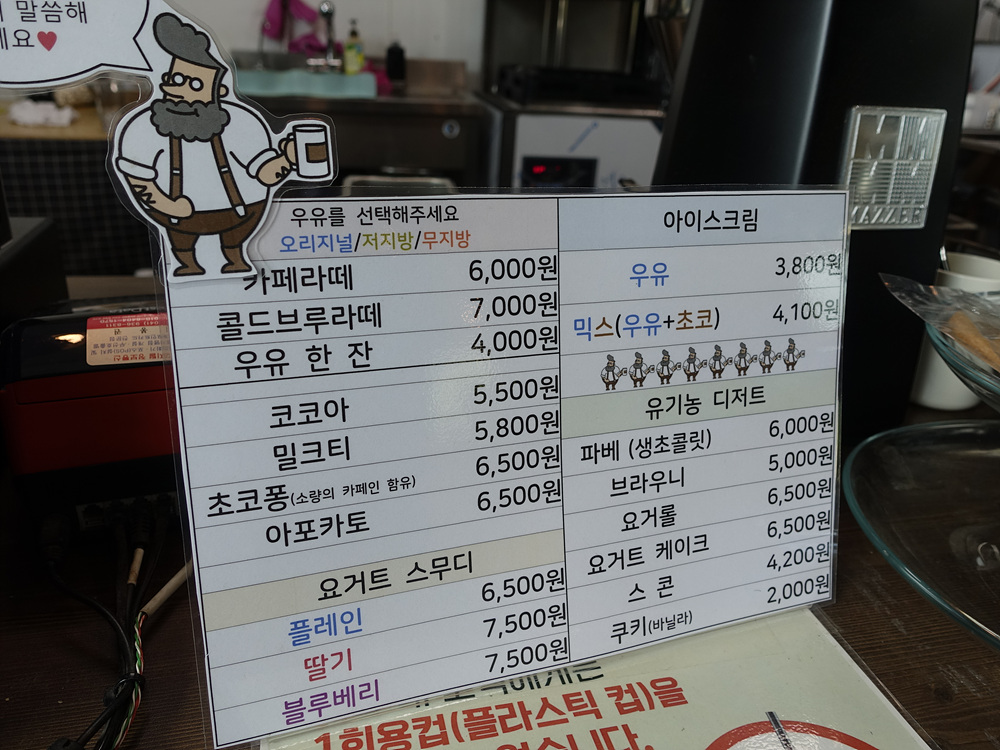 말씀해
요♥
우유를 선택해주세요
오리지널/저지방/무지방
카페라떼 6,000원
콜드브루라떼 7,000원
우유 한 잔 4,000원
코코아 5,500원
밀크티 5,800원
초코퐁(소량의 카페인 함유) 6,500원
아포카토 6,500원
요거트 스무디
플레인 6,500원
딸기 7,500원
블루베리 7,500원
아이스크림
우유 3,800원
믹스(우유+초코) 4,100원
유기농 디저트
파베 (생초콜릿) 6,000원
브라우니 5,000원
요거롤 6,500원
요거트 케이크 6,500원
스 콘 4,200원
쿠키(바닐라) 2,000원
1회용컵(플라스틱 컵)을
MAZZER